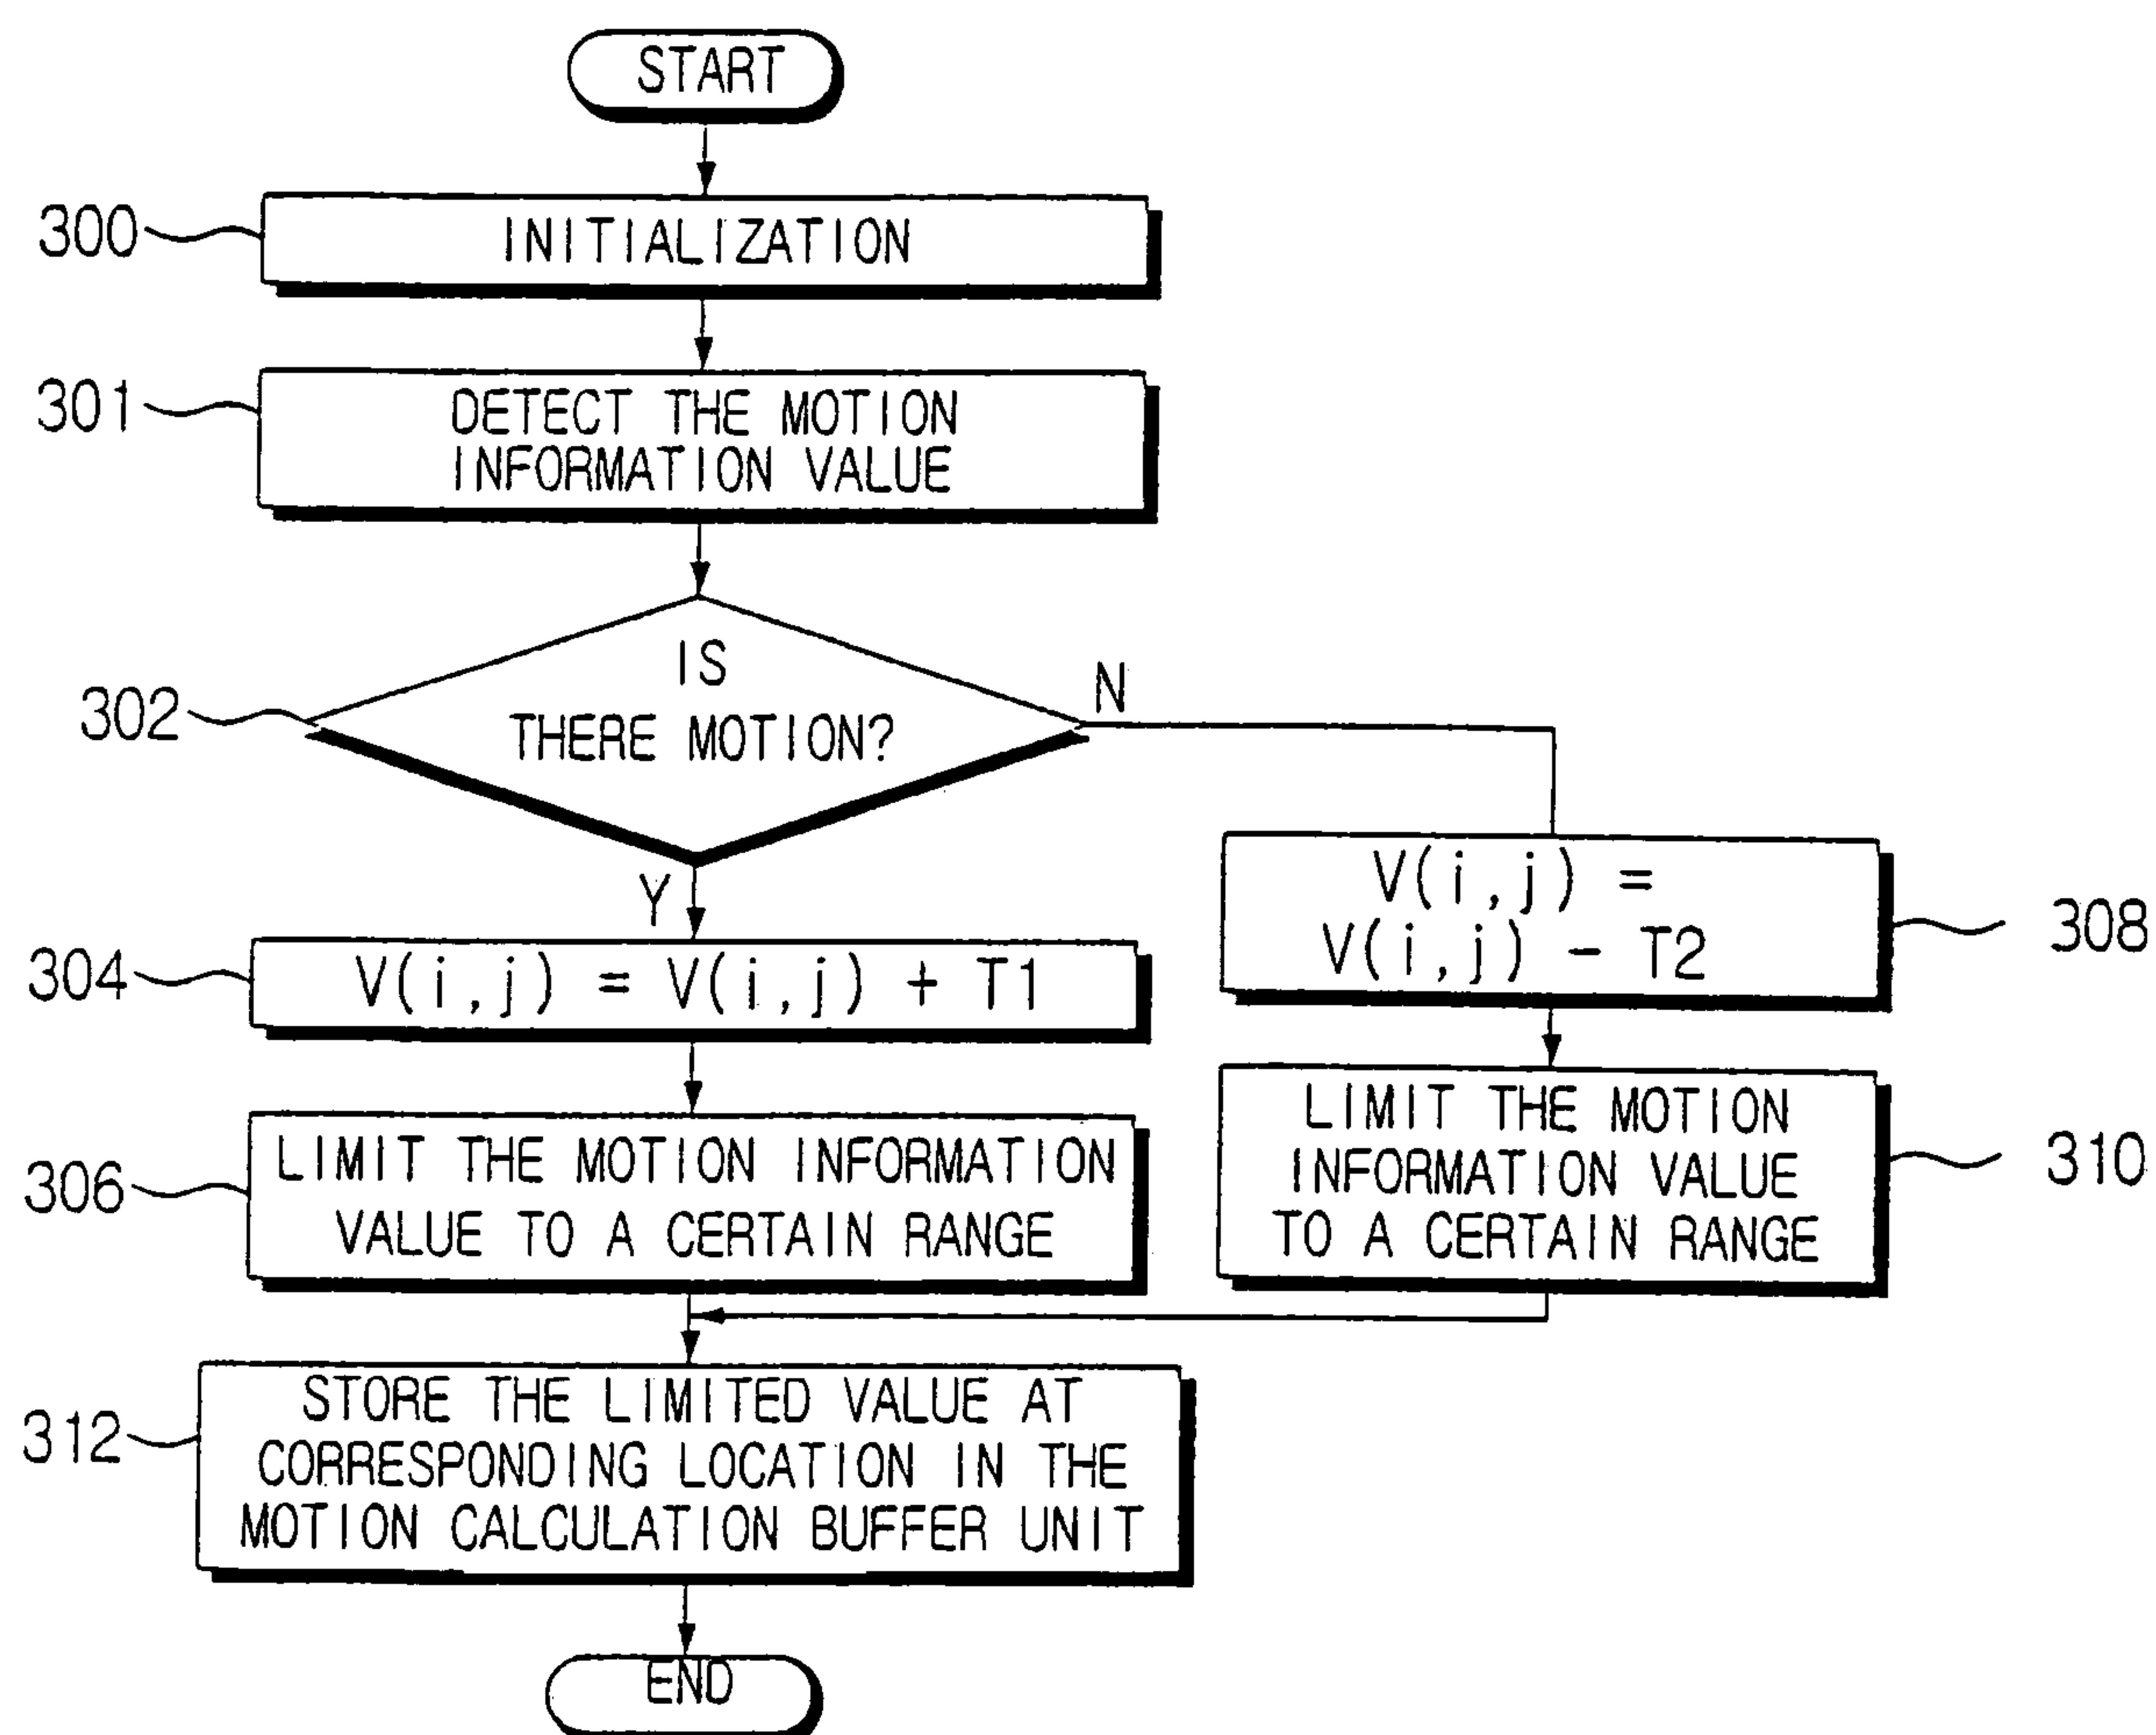 START
300
INITIALIZATION
301
DETECT THE MOTION
INFORMATION VALUE
302
IS
THERE MOTION?
N
Y
304
V(i,j) = V(i,j) + T1
V(i,j) =
V(i,j) - T2
308
306
LIMIT THE MOTION INFORMATION
VALUE TO A CERTAIN RANGE
LIMIT THE MOTION
INFORMATION VALUE
TO A CERTAIN RANGE
310
312
STORE THE LIMITED VALUE AT
CORRESPONDING LOCATION IN THE
MOTION CALCULATION BUFFER UNIT
END